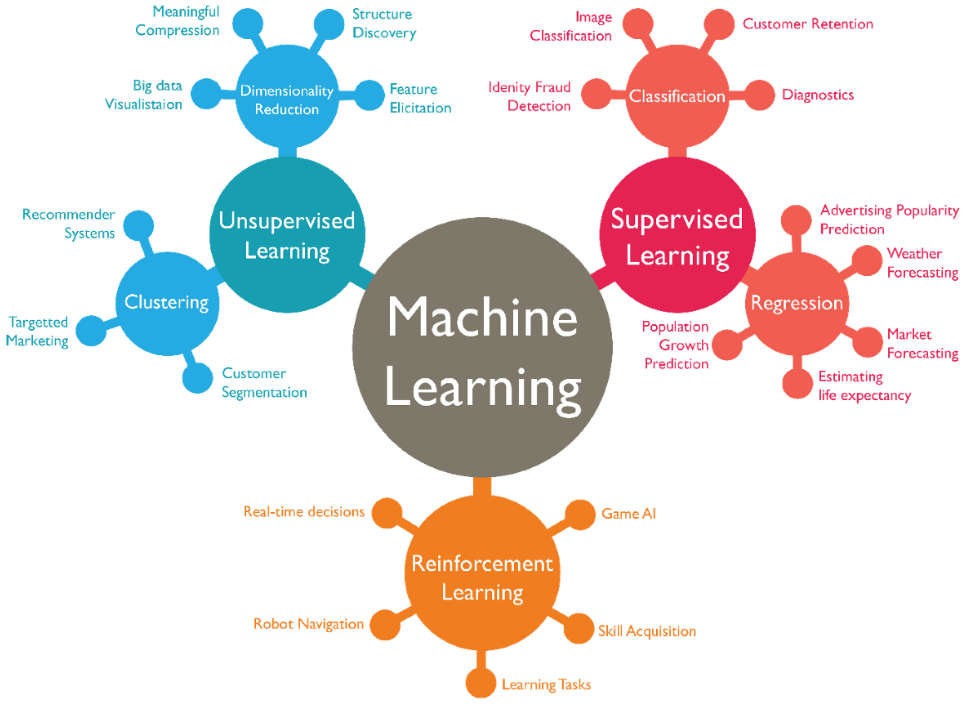 Meaningful
Compression
Structure
Discovery
Big data
Visualistaion
Dimensionality
Reduction
Feature
Elicitation
Image
Classification
Customer Retention
Idenity Fraud
Detection
Classification
Diagnostics
Unsupervised
Learning
Supervised
Learning
Recommender
Systems
Clustering
Targetted
Marketing
Customer
Segmentation
Machine
Learning
Advertising Popularity
Prediction
Weather
Forecasting
Regression
Population
Growth
Prediction
Market
Forecasting
Estimating
life expectancy
Real-time decisions
Game AI
Reinforcement
Learning
Robot Navigation
Skill Acquisition
Learning Tasks